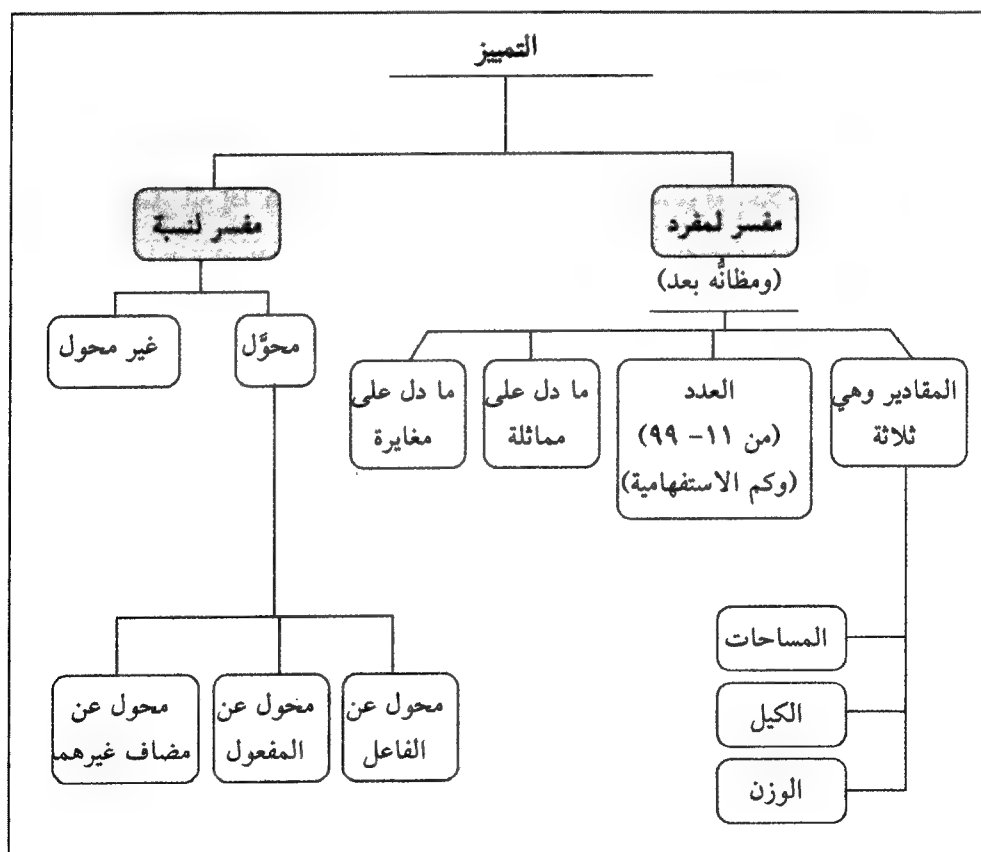 التمييز
مفسر لمفرد
مفسر لنسبة
(ومظانُّه بعد)
محوَّل
غير محول
المقادير وهي
ثلاثة
العدد
(من ١١- ٩٩)
(وكم الاستفهامية)
ما دل على
مماثلة
ما دل على
مغايرة
المساحات
الكيل
الوزن
محول عن
الفاعل
محول عن
المفعول
محول عن
مضاف غيرهما